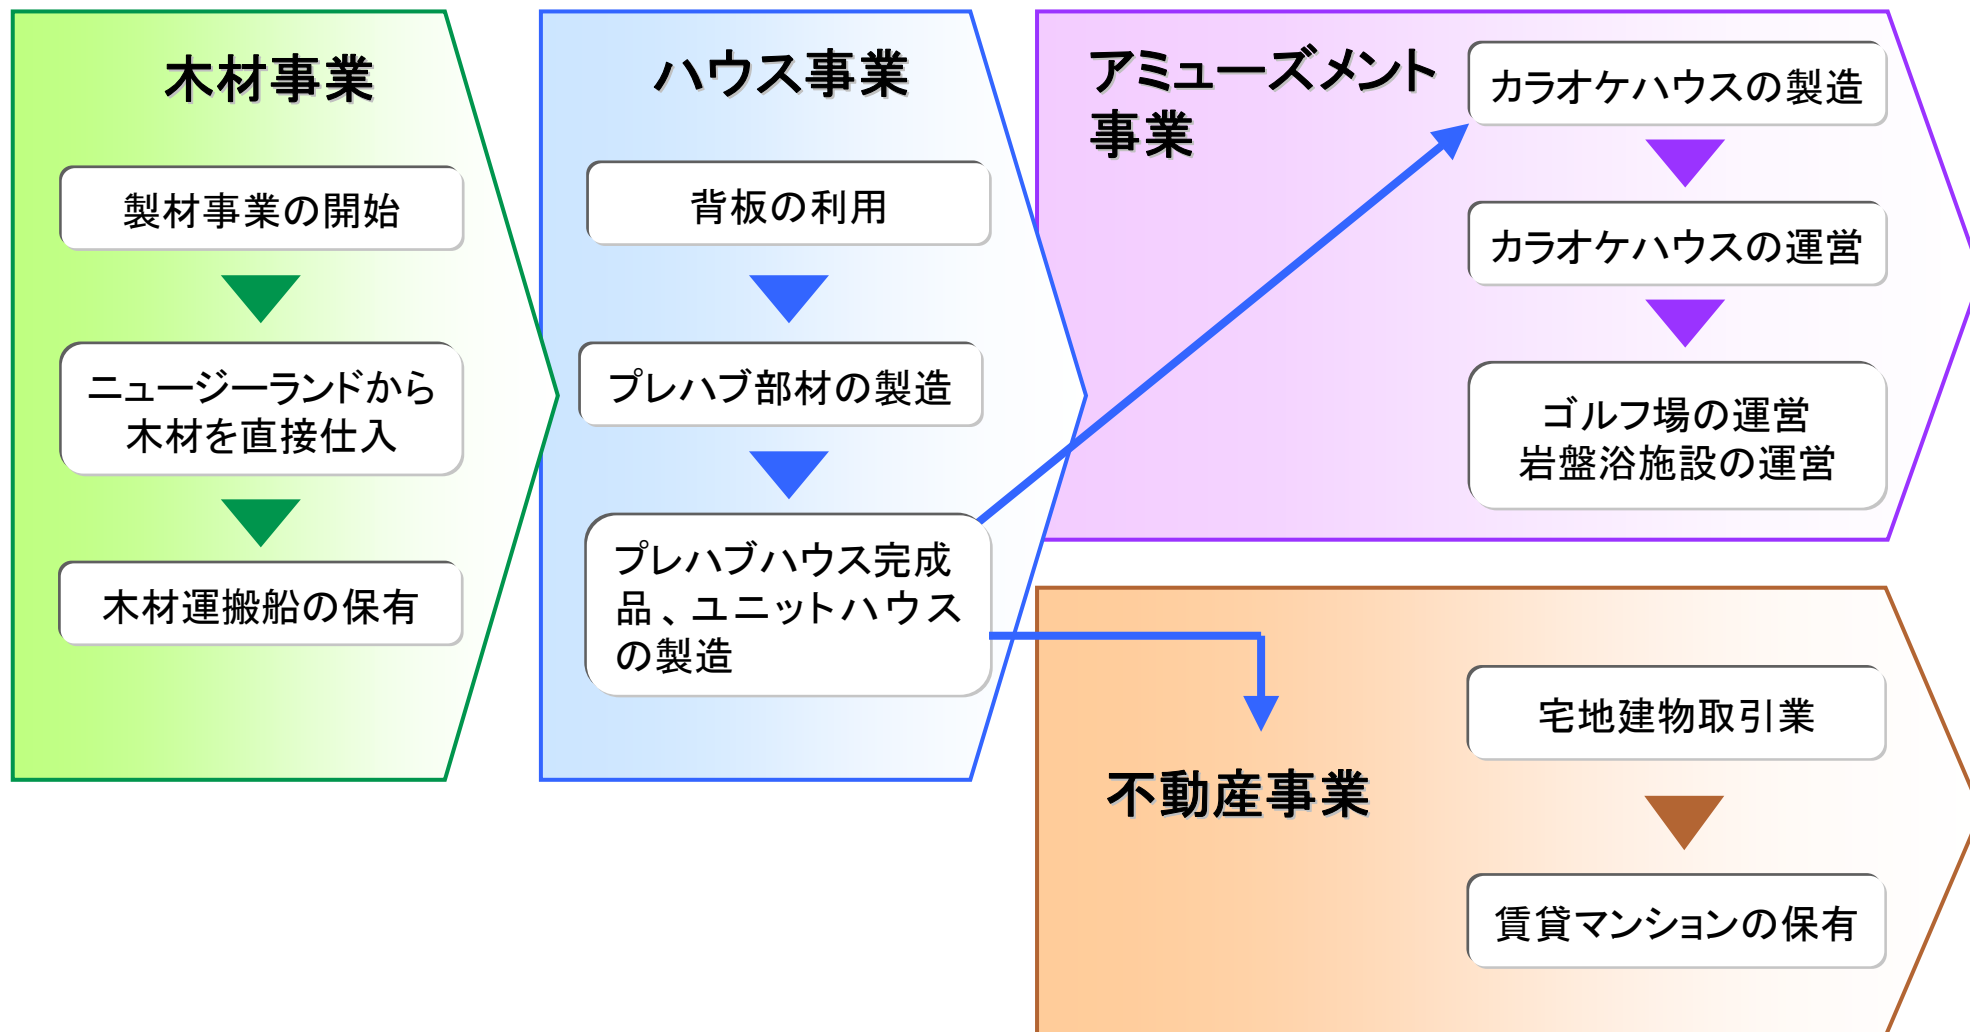 木材事業
製材事業の開始
ニュージーランドから
木材を直接仕入
木材運搬船の保有
ハウス事業
背板の利用
プレハブ部材の製造
プレハブハウス完成
品、ユニットハウス
の製造
アミューズメント
事業
カラオケハウスの製造
カラオケハウスの運営
ゴルフ場の運営
岩盤浴施設の運営
不動産事業
宅地建物取引業
賃貸マンションの保有